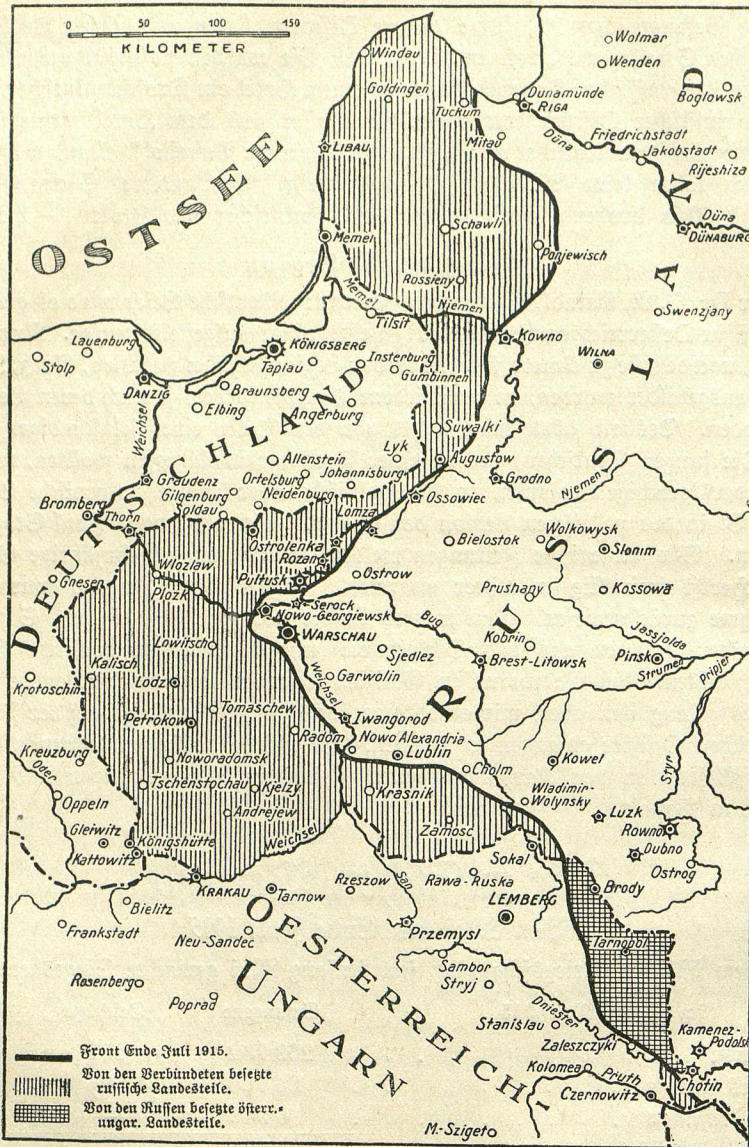 0 50 100 150
KILOMETER
Windau
Goldingen
Tuckum
Dunamünde
RIGA
Wolmar
Wenden
Boglowsk
Mitau
Düna
Friedrichstadt
Jakobstadt
Rijeshiza
LIBAU
OSTSEE
Memel
Schawli
Ponjewisch
Düna
DÜNABURG
Rossieny
Memel
Njemen
Tilsit
Swenzjany
Kowno
WILNA
Lauenburg
Stolp
KÖNIGSBERG
Tapiau
Insterburg
Gumbinnen
DANZIG
Braunsberg
Elbing
Angerburg
Weichsel
Suwalki
Lyk
Augustow
Allenstein
Ortelsburg
Johannisburg
Graudenz
Gilgenburg
Neidenburg
Soldau
Grodno
Njemen
Ossowiec
Bromberg
Thorn
Lomza
Ostrolenka
Rozan
Bielostok
Wolkowysk
Slonim
Gnesen
Wlozlaw
Plozk
Pultusk
Ostrow
Prushany
Kossowa
Serock
Nowo-Georgiewsk
WARSCHAU
Bug
Kobrin
Jassjolda
Lowitsch
Sjedlez
Brest-Litowsk
Pinsk
Strumen
Pripjer
DEUTSCHLAND
RUSSLAND
Krotoschin
Kalisch
Lodz
Garwolin
Weichsel
Tomaschew
Petrokow
Iwangorod
Radom
Nowo Alexandria
Lublin
Cholm
Kowel
Styr
Kreuzburg
Oder
Noworadomsk
Tschenstochau
Kjelzy
Krasnik
Wladimir-
Wolynsky
Luzk
Rowno
Oppeln
Andrejew
Zamosc
Dubno
Gleiwitz
Königshütte
Kattowitz
Weichsel
Sokal
Ostrog
KRAKAU
Tarnow
Rzeszow
San
Rawa-Ruska
Brody
Bielitz
LEMBERG
Frankstadt
Neu-Sandec
Przemysl
Tarnopol
OESTERREICH-
UNGARN
Rosenberg
Poprad
Sambor
Stryj
Dniester
Stanislau
Kamenez-
Podolsk
Zaleszczyki
Kolomea
Pruth
Chotin
Czernowitz
M.-Sziget
Front Ende Juli 1915.
Von den Verbündeten besetzte
russische Landesteile.
Von den Russen besetzte österr.-
ungar. Landesteile.